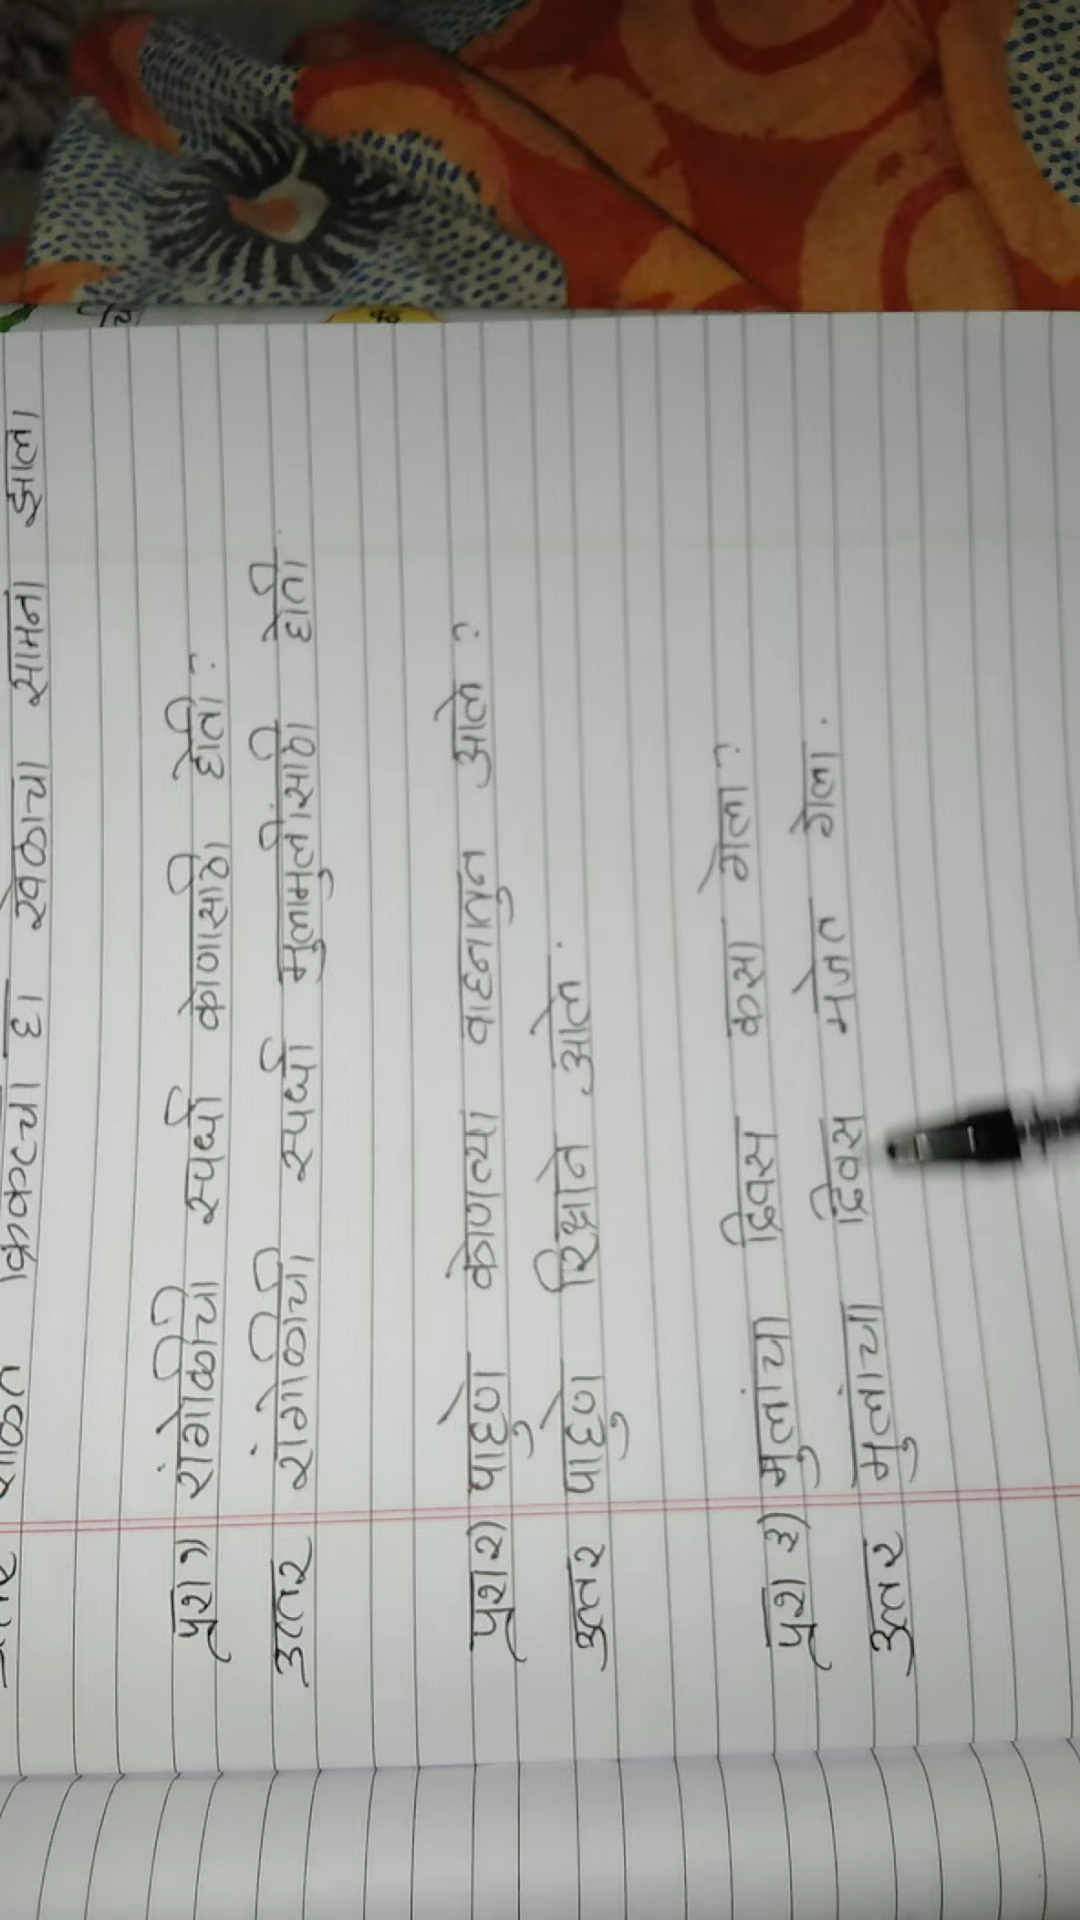 क्रिकेटचा हा खेळाचा सामना झाला
प्रश्न १) रांगोळीची स्पर्धा कोणासाठी होती ?
उत्तर रांगोळीची स्पर्धा मुलामुलींसाठी होती.
प्रश्न २) पाहुणे कोणत्या वाहनातून आले ?
उत्तर पाहुणे रिक्षाने आले.
प्रश्न ३) मुलांचा दिवस कसा गेला ?
उत्तर मुलांचा दिवस मजेत गेला.